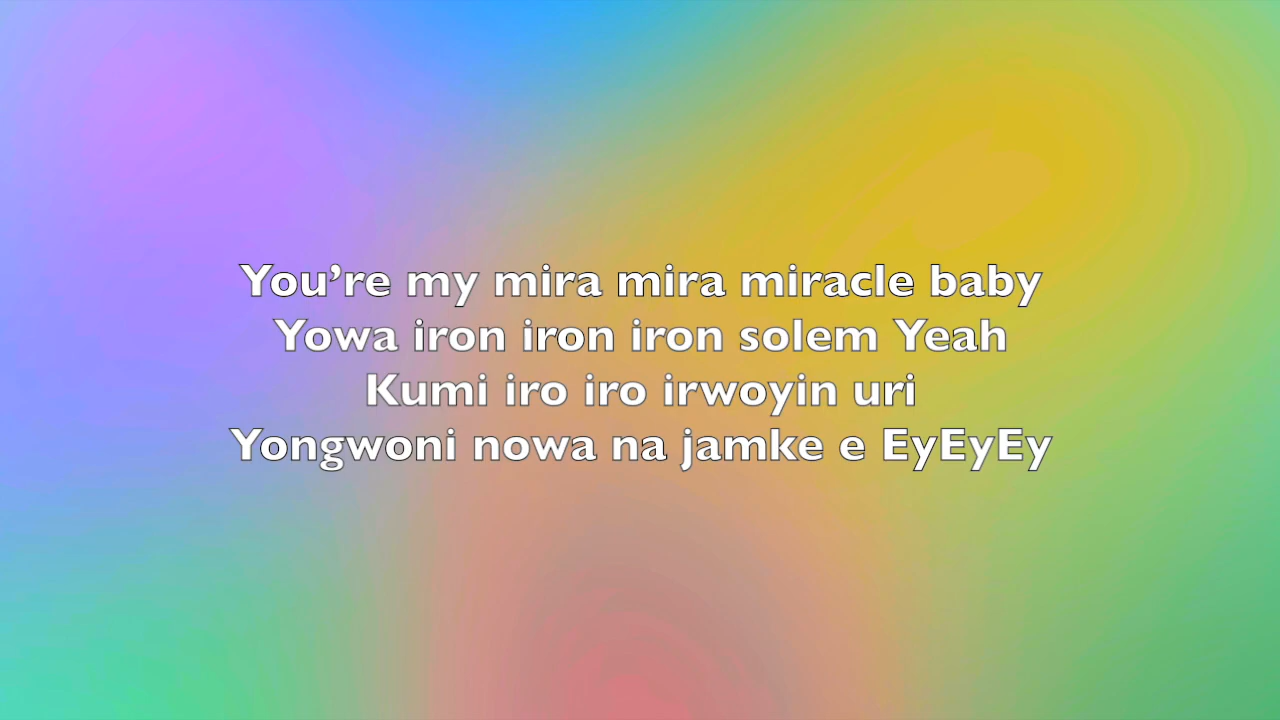 You’re my mira mira miracle baby
Yowa iron iron iron solem Yeah
Kumi iro iro irwoyin uri
Yongwoni nowa na jamke e EyEyEy